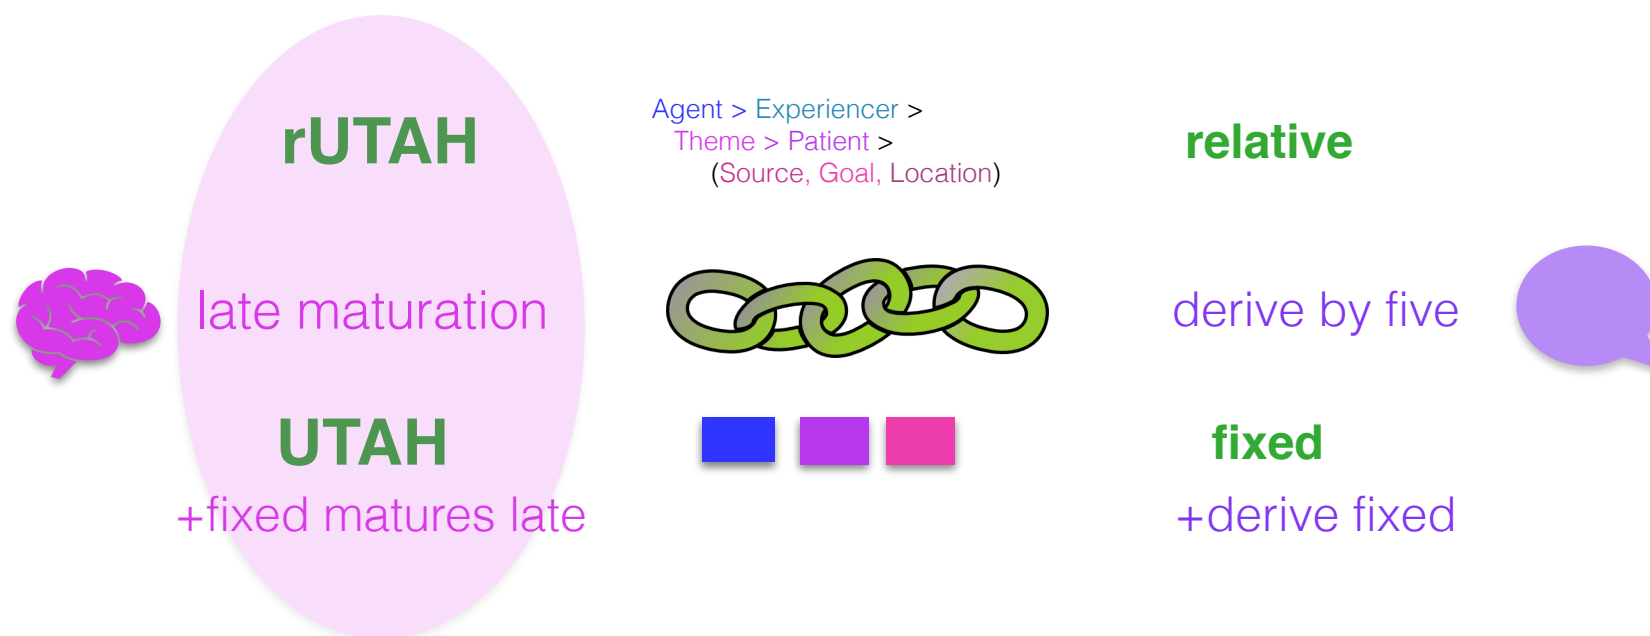 rUTAH
Agent > Experiencer >
Theme > Patient >
(Source, Goal, Location)
relative
late maturation
derive by five
UTAH
fixed
+fixed matures late
+derive fixed